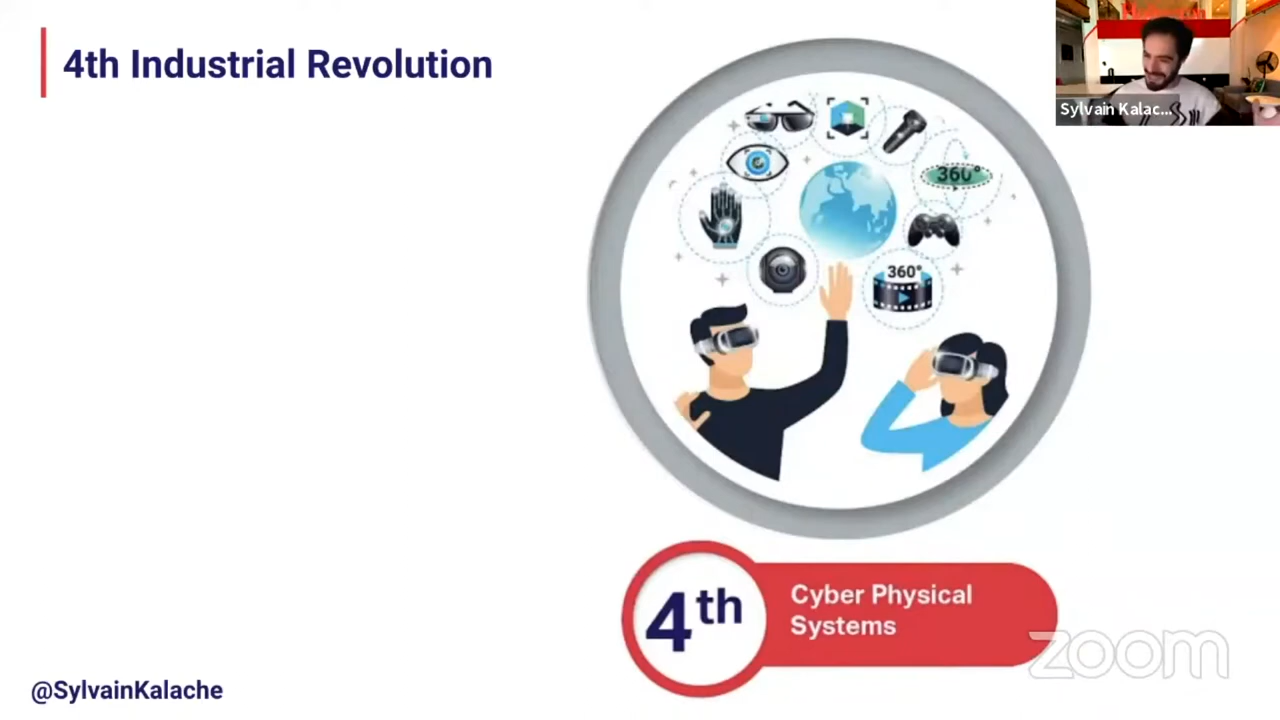 4th Industrial Revolution
Sylvain Kalac...
360°
360°
4th
Cyber Physical
Systems
zoom
@SylvainKalache